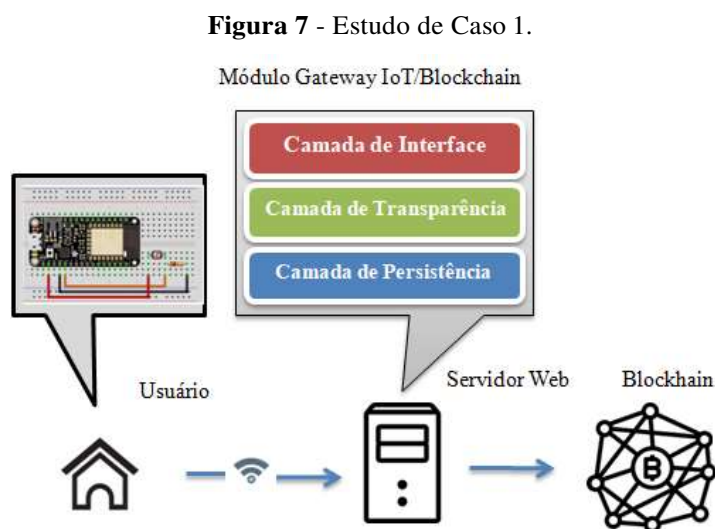 Figura 7 - Estudo de Caso 1.
Módulo Gateway IoT/Blockchain
Camada de Interface
Camada de Transparência
Camada de Persistência
Usuário
Servidor Web
Blockhain
B